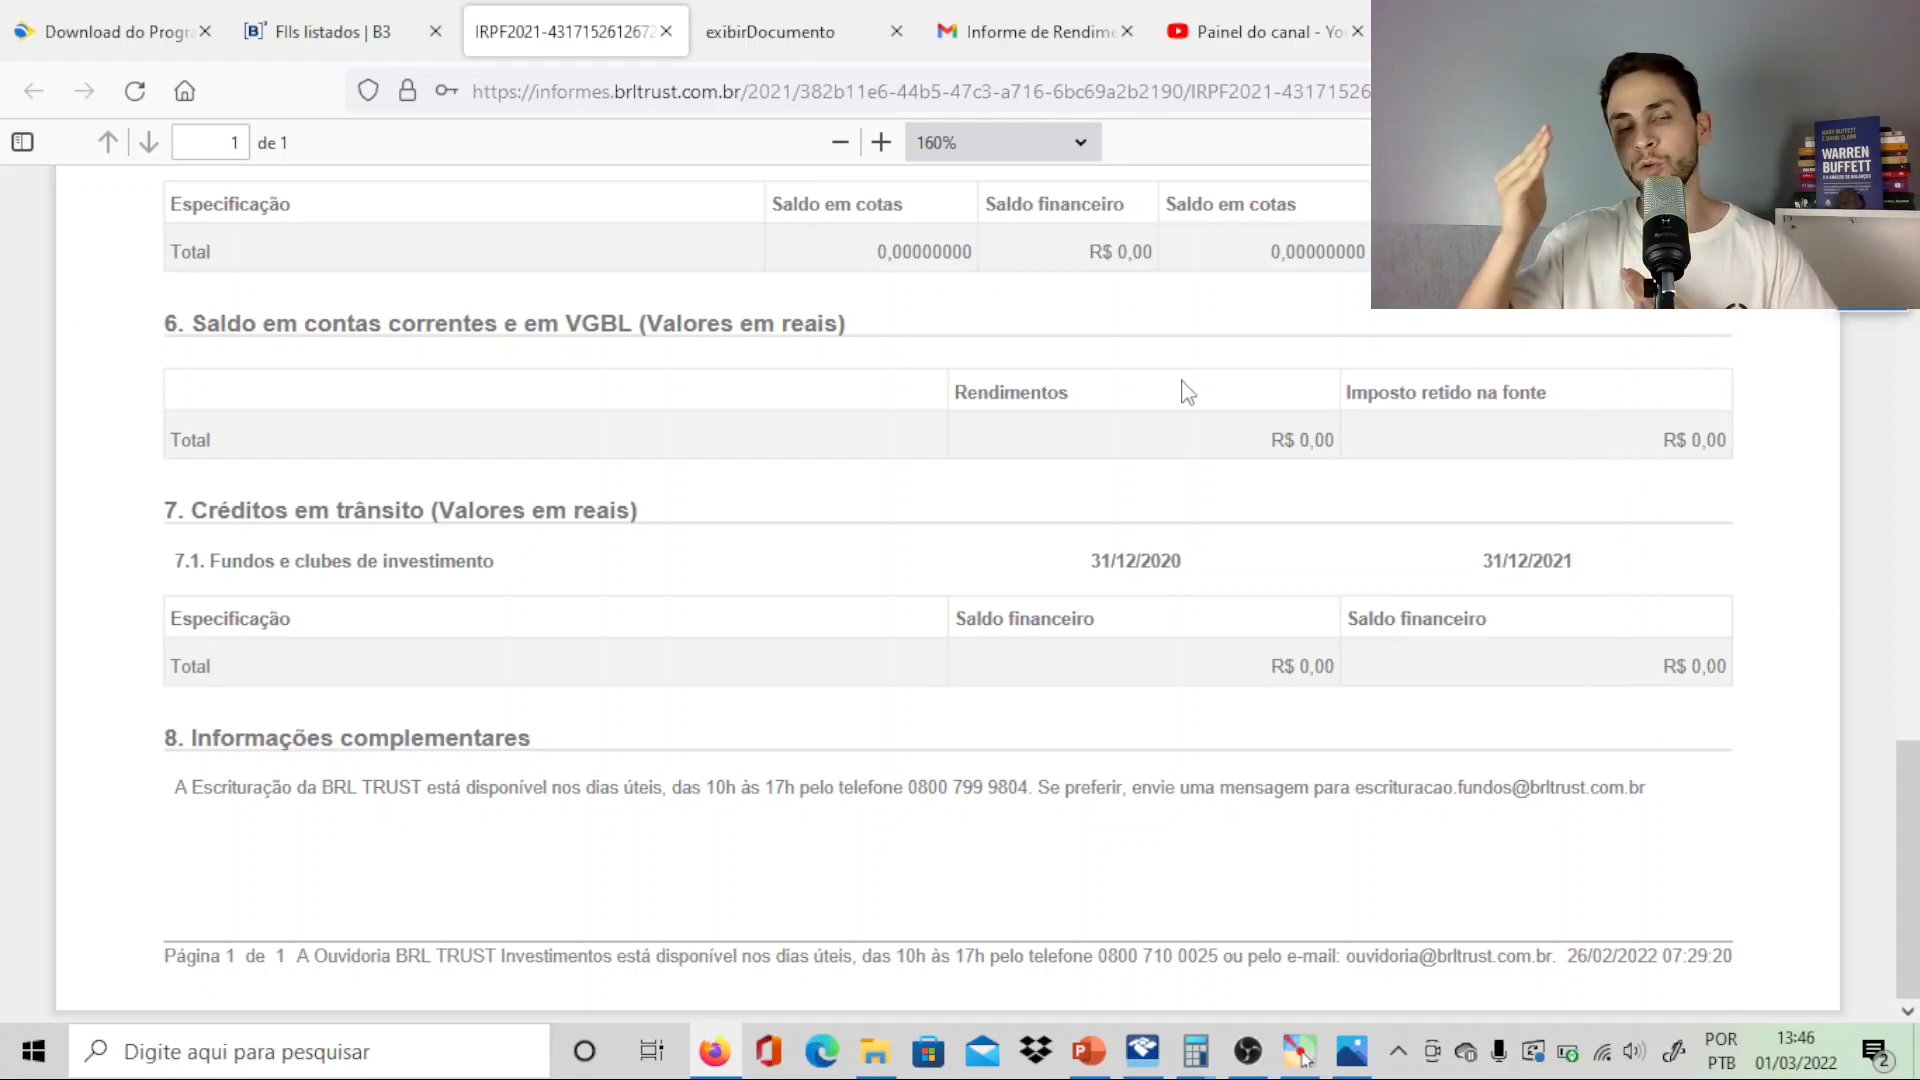 Download do Progra
FIIs listados | B3
IRPF2021-4317152612672
exibirDocumento
Informe de Rendime
Painel do canal - Yo
https://informes.brltrust.com.br/2021/382b11e6-44b5-47c3-a716-6bc69a2b2190/IRPF2021-43171526
1 de 1
160%
MARY BUFFETT
E DAVID CLARK
WARREN
BUFFETT
E A ANÁLISE DE BALANÇOS
Especificação Saldo em cotas Saldo financeiro Saldo em cotas
Total 0,00000000 R$ 0,00 0,00000000
6. Saldo em contas correntes e em VGBL (Valores em reais)
Rendimentos Imposto retido na fonte
Total R$ 0,00 R$ 0,00
7. Créditos em trânsito (Valores em reais)
7.1. Fundos e clubes de investimento 31/12/2020 31/12/2021
Especificação Saldo financeiro Saldo financeiro
Total R$ 0,00 R$ 0,00
8. Informações complementares
A Escrituração da BRL TRUST está disponível nos dias úteis, das 10h às 17h pelo telefone 0800 799 9804. Se preferir, envie uma mensagem para escrituracao.fundos@brltrust.com.br
Página 1 de 1 A Ouvidoria BRL TRUST Investimentos está disponível nos dias úteis, das 10h às 17h pelo telefone 0800 710 0025 ou pelo e-mail: ouvidoria@brltrust.com.br. 26/02/2022 07:29:20
Digite aqui para pesquisar
POR
PTB
13:46
01/03/2022
2